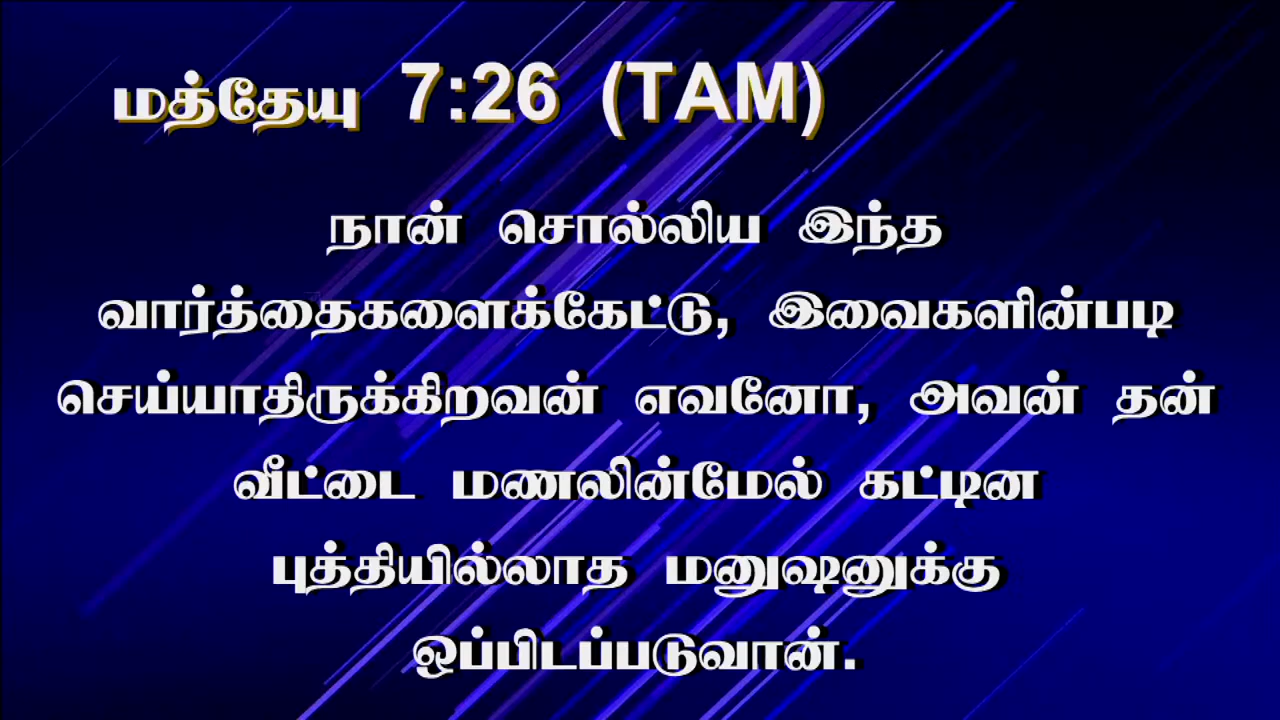 மத்தேயு 7:26 (TAM)
நான் சொல்லிய இந்த
வார்த்தைகளைக்கேட்டு, இவைகளின்படி
செய்யாதிருக்கிறவன் எவனோ, அவன் தன்
வீட்டை மணலின்மேல் கட்டின
புத்தியில்லாத மனுஷனுக்கு
ஒப்பிடப்படுவான்.